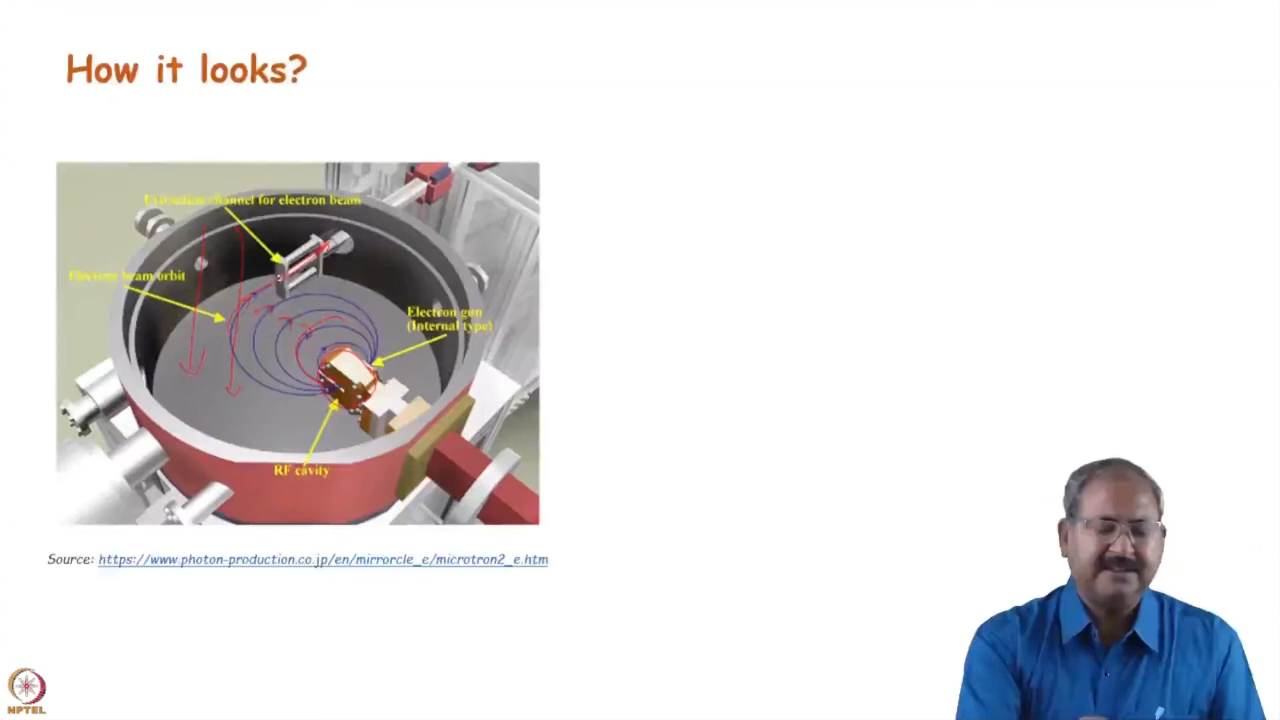 How it looks?
Extraction channel for electron beam
Electron beam orbit
Electron gun
(Internal type)
RF cavity
Source: https://www.photon-production.co.jp/en/mirrorcle_e/microtron2_e.htm
NPTEL